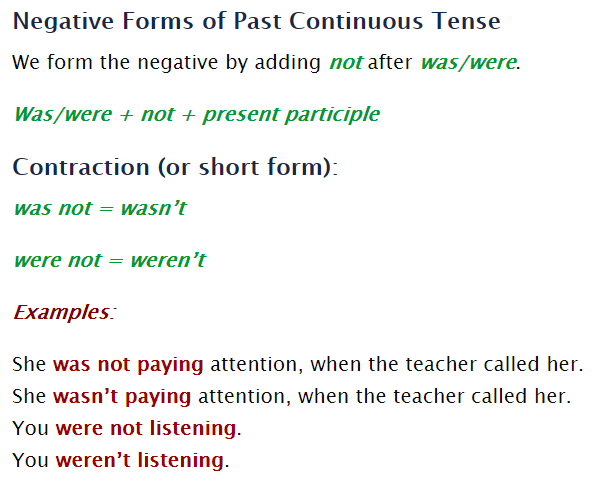 Negative Forms of Past Continuous Tense
We form the negative by adding not after was/were.
Was/were + not + present participle
Contraction (or short form):
was not = wasn’t
were not = weren’t
Examples:
She was not paying attention, when the teacher called her.
She wasn’t paying attention, when the teacher called her.
You were not listening.
You weren’t listening.